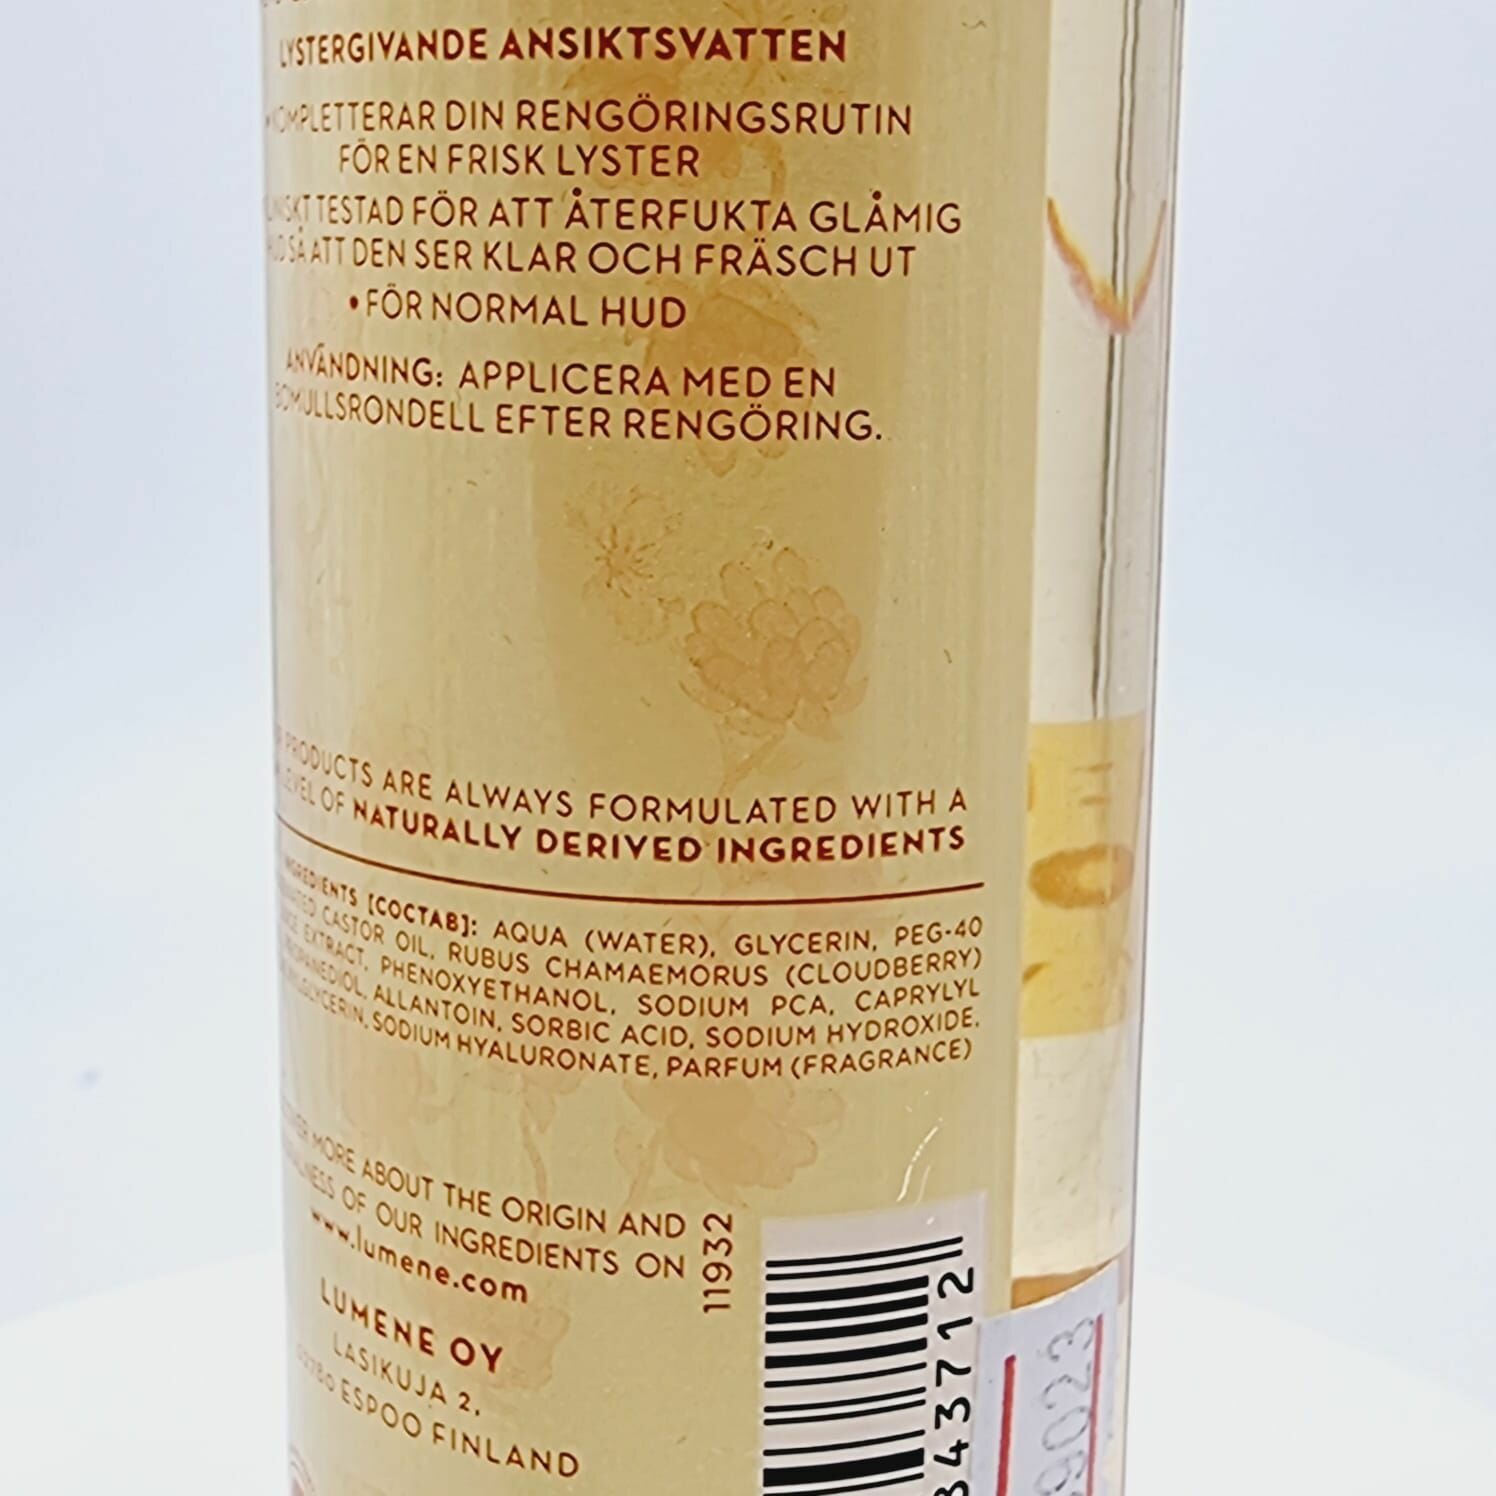 LYSTERGIVANDE ANSIKTSVATTEN
•KOMPLETTERAR DIN RENGÖRINGSRUTIN
FÖR EN FRISK LYSTER
TESTAD FÖR ATT ÅTERFUKTA GLÅMIG
SÅ ATT DEN SER KLAR OCH FRÄSCH UT
• FÖR NORMAL HUD
ANVÄNDNING: APPLICERA MED EN
BOMULLSRONDELL EFTER RENGÖRING.
PRODUCTS ARE ALWAYS FORMULATED WITH A
LEVEL OF NATURALLY DERIVED INGREDIENTS
INGREDIENTS [СОСТАВ]: AQUA (WATER), GLYCERIN, PEG-40
CASTOR OIL, RUBUS CHAMAEMORUS (CLOUDBERRY)
EXTRACT, PHENOXYETHANOL, SODIUM PCA, CAPRYLYL
ALLANTOIN, SORBIC ACID, SODIUM HYDROXIDE,
SODIUM HYALURONATE, PARFUM (FRAGRANCE)
MORE ABOUT THE ORIGIN AND
OF OUR INGREDIENTS ON
www.lumene.com
LUMENE OY
LASIKUJA 2,
ESPOO FINLAND
11932
43712
9023